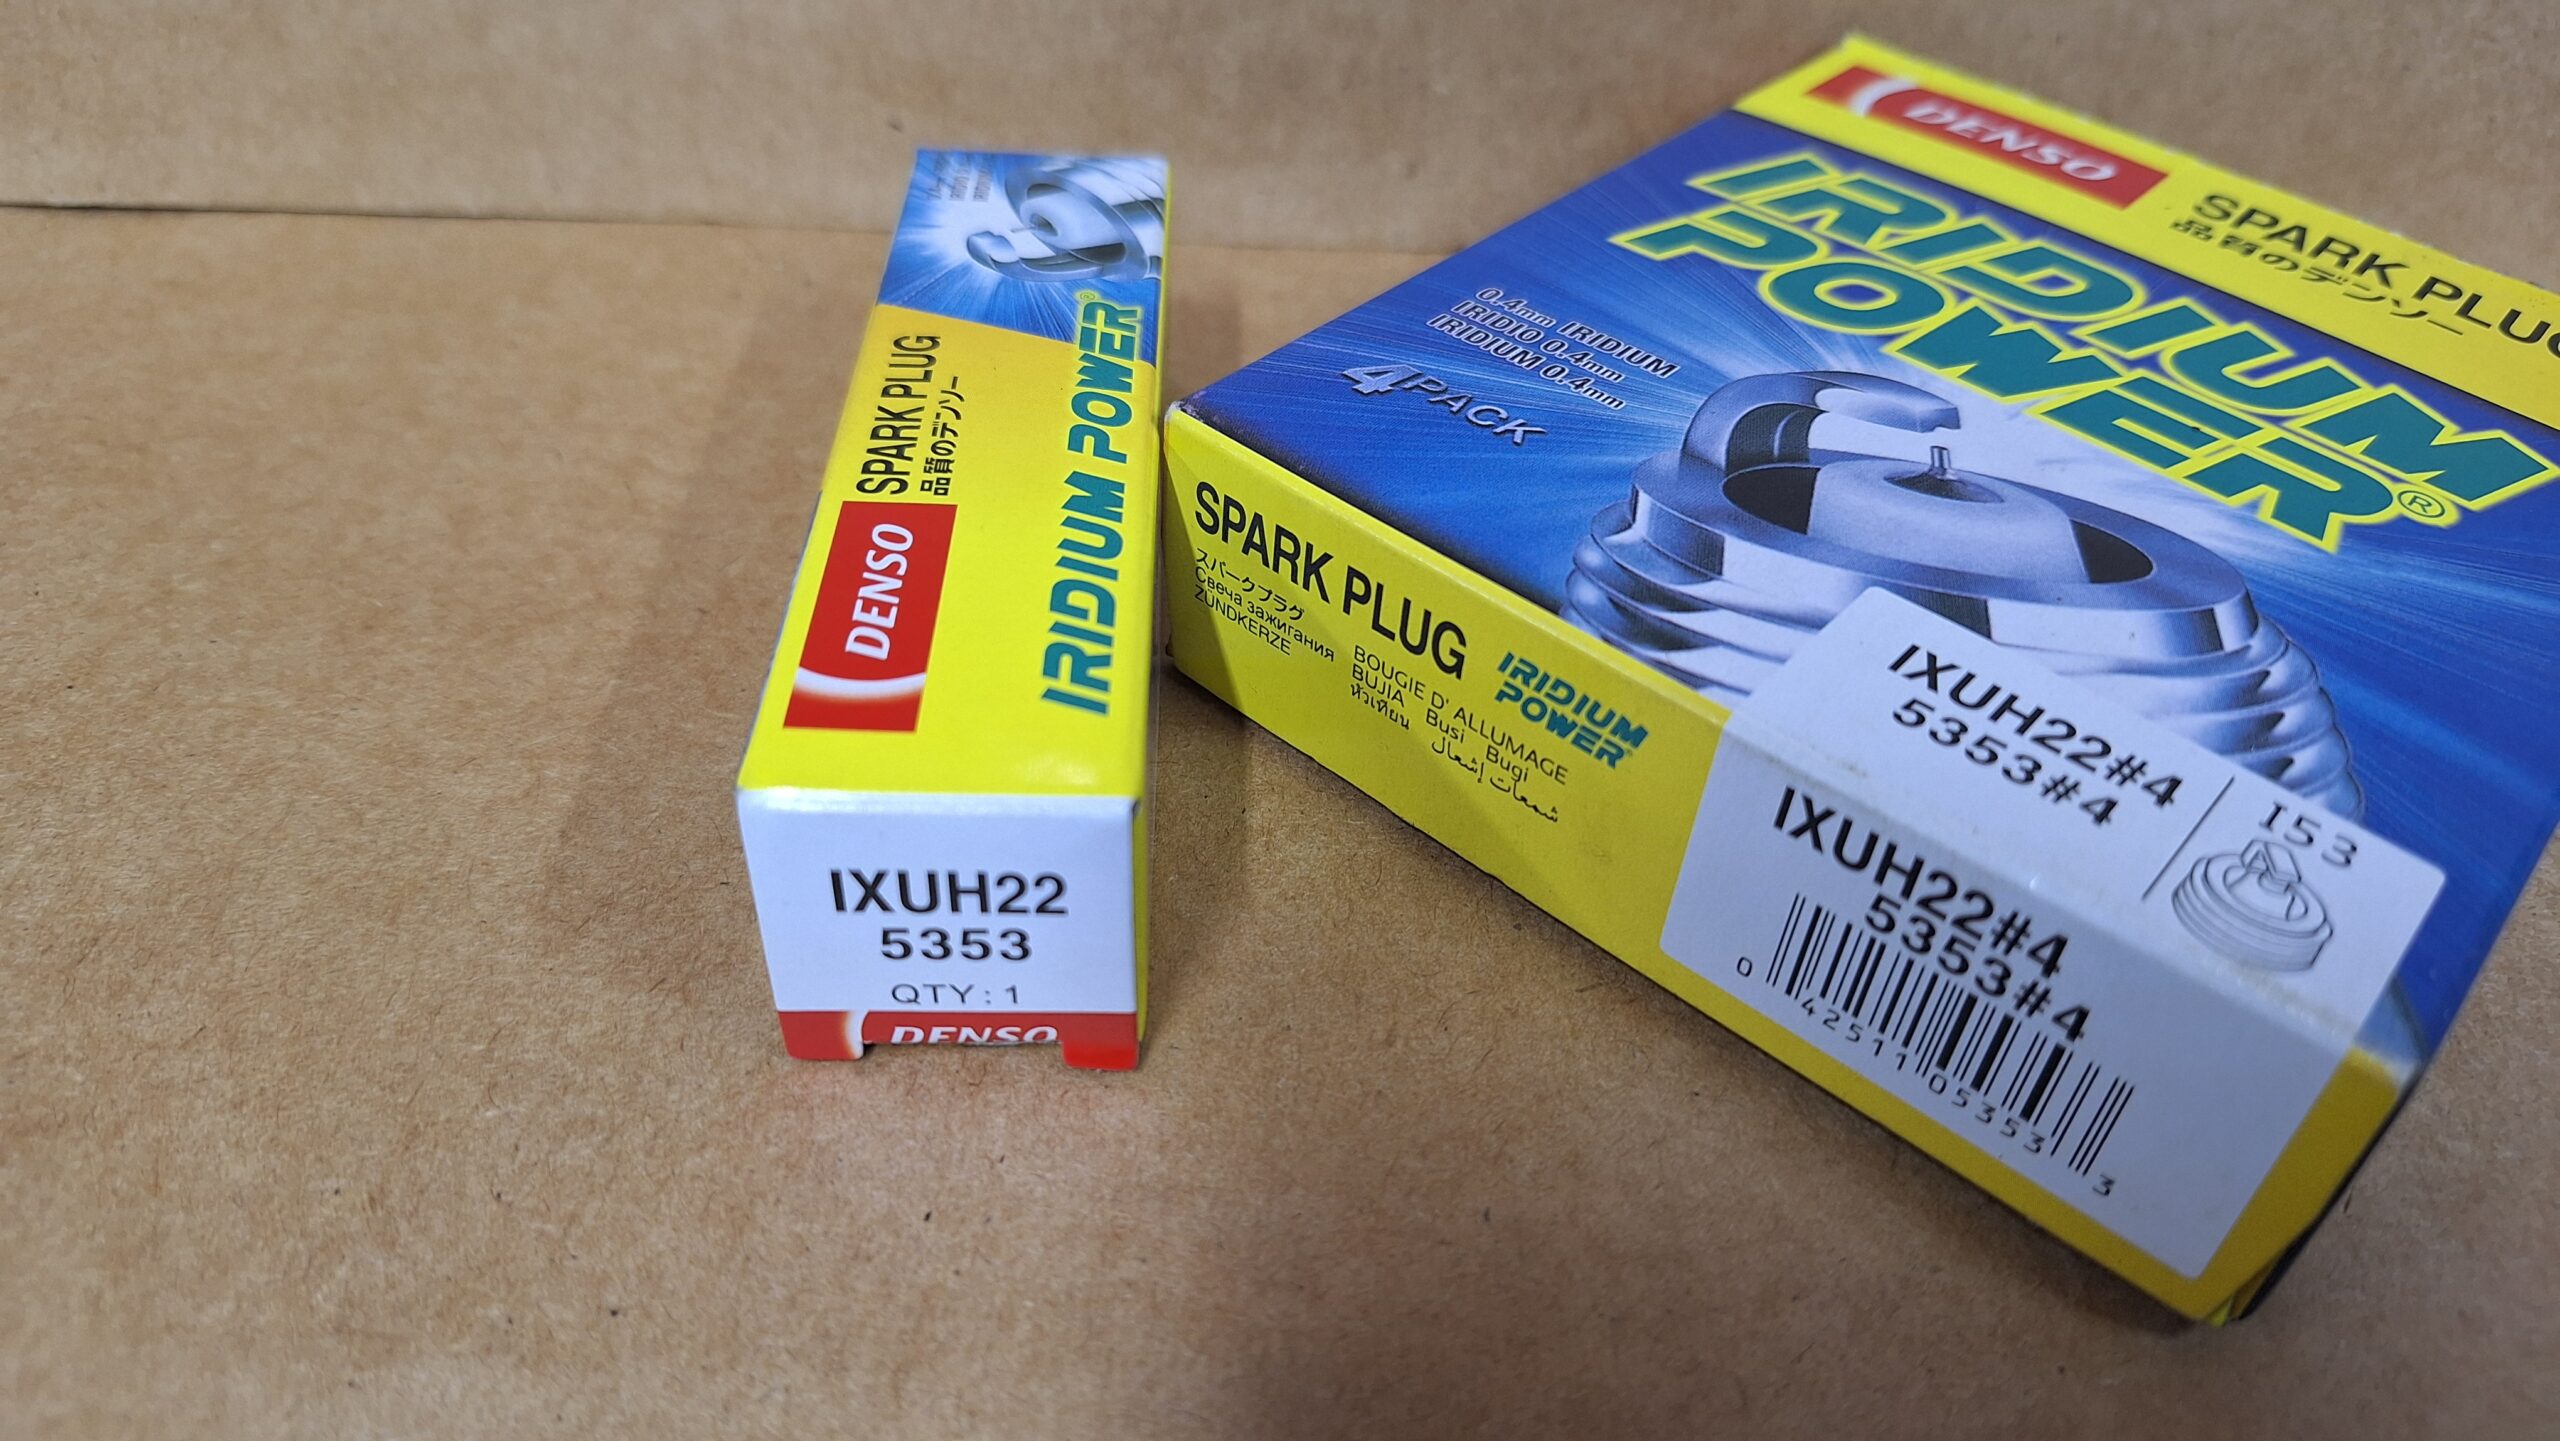 SPARK PLUG
品質のデンソー
DENSO
IRIDIUM POWER®
IXUH22
5353
QTY : 1
DENSO
DENSO
SPARK PLUG
品質のデンソー
IRIDIUM
POWER®
0.4mm IRIDIUM
IRIDIO 0.4mm
IRIDIUM 0.4mm
4PACK
SPARK PLUG
スパークプラグ
Свеча зажигания
ZÜNDKERZE
BOUGIE D' ALLUMAGE
BUJIA Busi Bugi
หัวเทียน شمعات إشعال
IRIDIUM
POWER
IXUH22#4
5353#4
I53
IXUH22#4
5353#4
0 42511 05353 3